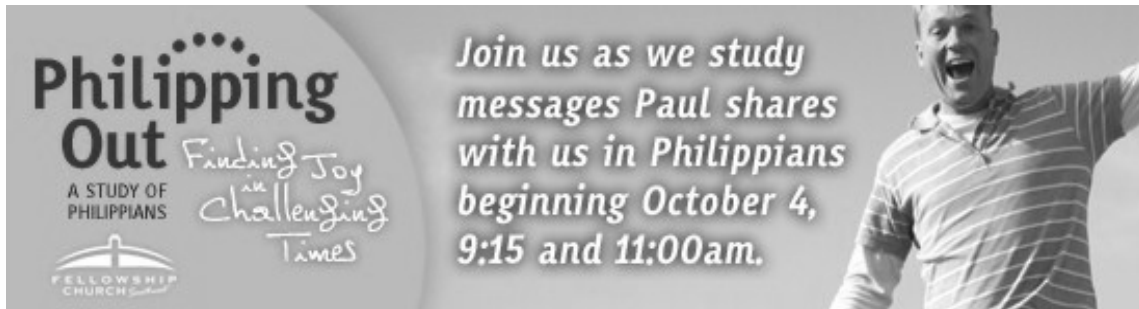 Philipping
Out
A STUDY OF
PHILIPPIANS
Finding Joy
in
Challenging
Times
FELLOWSHIP
CHURCH
Join us as we study
messages Paul shares
with us in Philippians
beginning October 4,
9:15 and 11:00am.